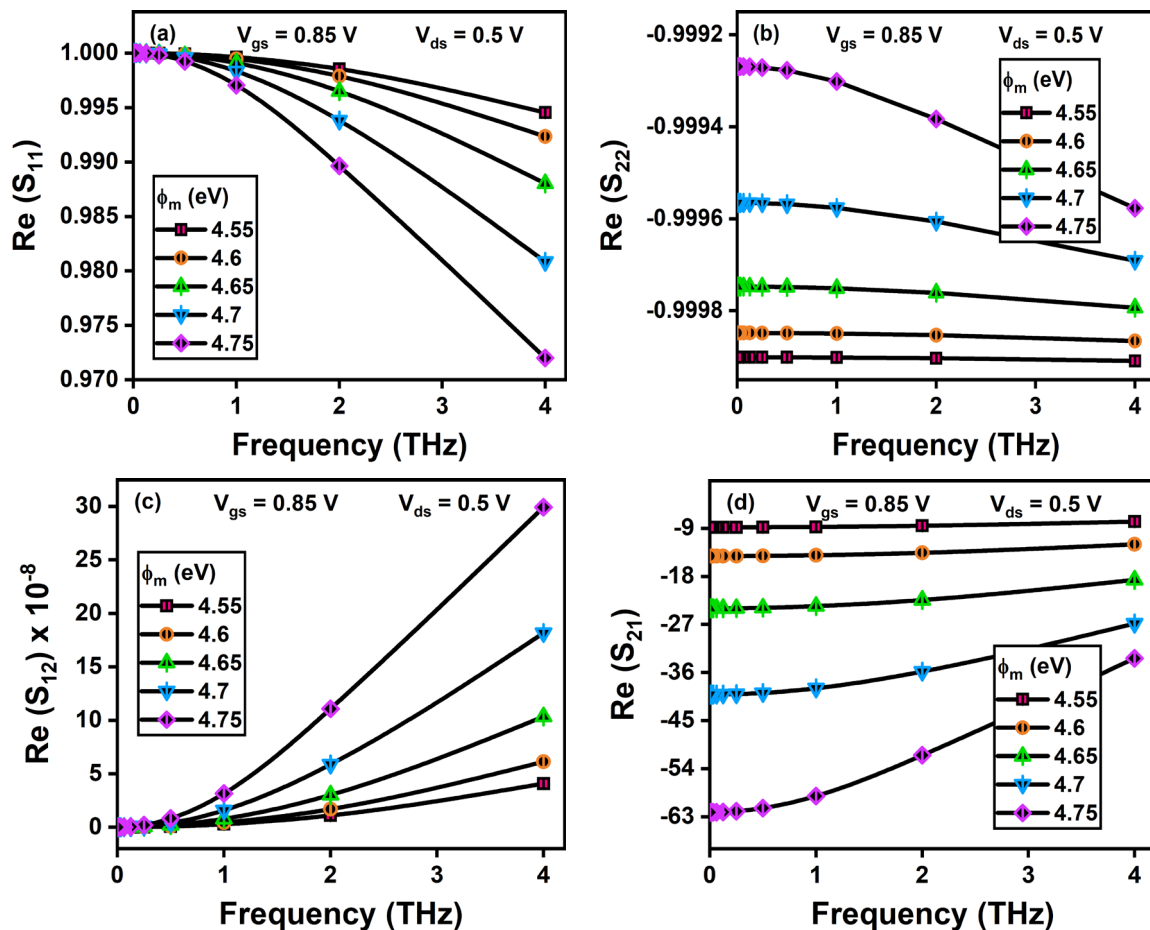 (a) V_gs = 0.85 V V_ds = 0.5 V
Re (S_11)
1.000
0.995
0.990
0.985
0.980
0.975
0.970
ϕ_m (eV)
4.55
4.6
4.65
4.7
4.75
0 1 2 3 4
Frequency (THz)
(b) V_gs = 0.85 V V_ds = 0.5 V
Re (S_22)
-0.9992
-0.9994
-0.9996
-0.9998
ϕ_m (eV)
4.55
4.6
4.65
4.7
4.75
0 1 2 3 4
Frequency (THz)
(c) V_gs = 0.85 V V_ds = 0.5 V
Re (S_12) x 10^-8
30
25
20
15
10
5
0
ϕ_m (eV)
4.55
4.6
4.65
4.7
4.75
0 1 2 3 4
Frequency (THz)
(d) V_gs = 0.85 V V_ds = 0.5 V
Re (S_21)
-9
-18
-27
-36
-45
-54
-63
ϕ_m (eV)
4.55
4.6
4.65
4.7
4.75
0 1 2 3 4
Frequency (THz)